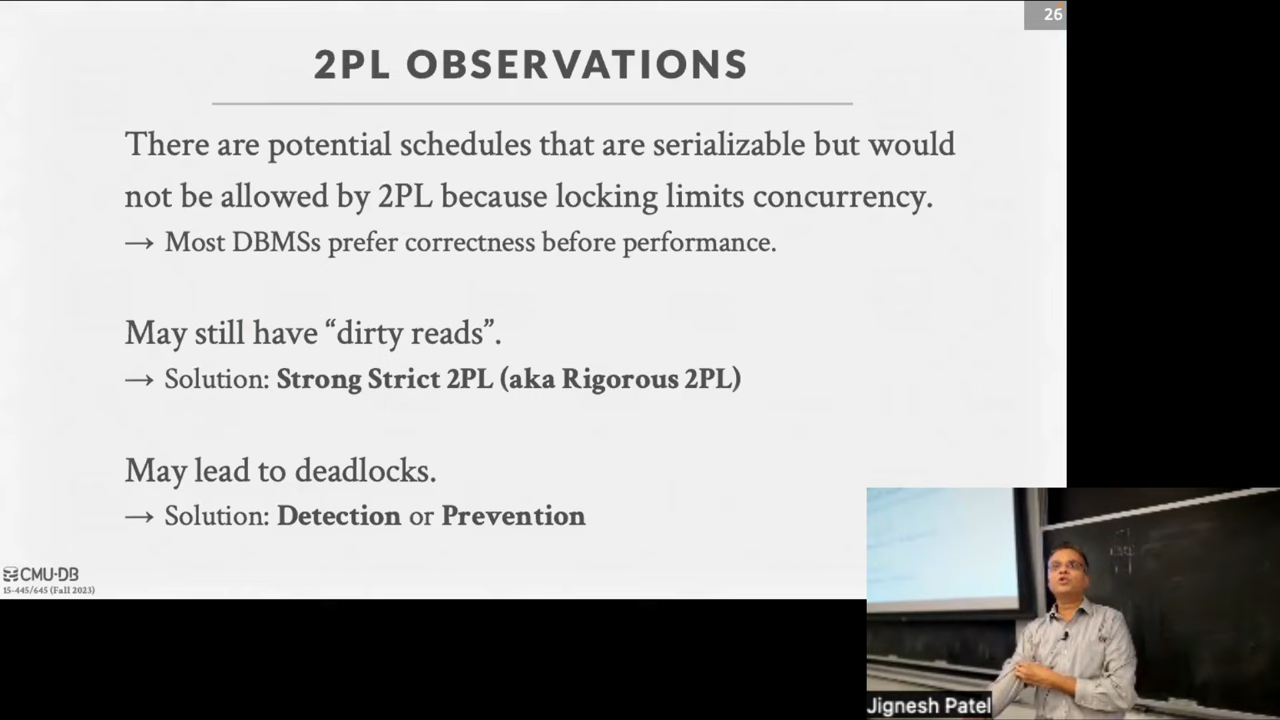 26
2PL OBSERVATIONS
There are potential schedules that are serializable but would
not be allowed by 2PL because locking limits concurrency.
→ Most DBMSs prefer correctness before performance.
May still have “dirty reads”.
→ Solution: Strong Strict 2PL (aka Rigorous 2PL)
May lead to deadlocks.
→ Solution: Detection or Prevention
CMU·DB
15-445/645 (Fall 2023)
Jignesh Patel